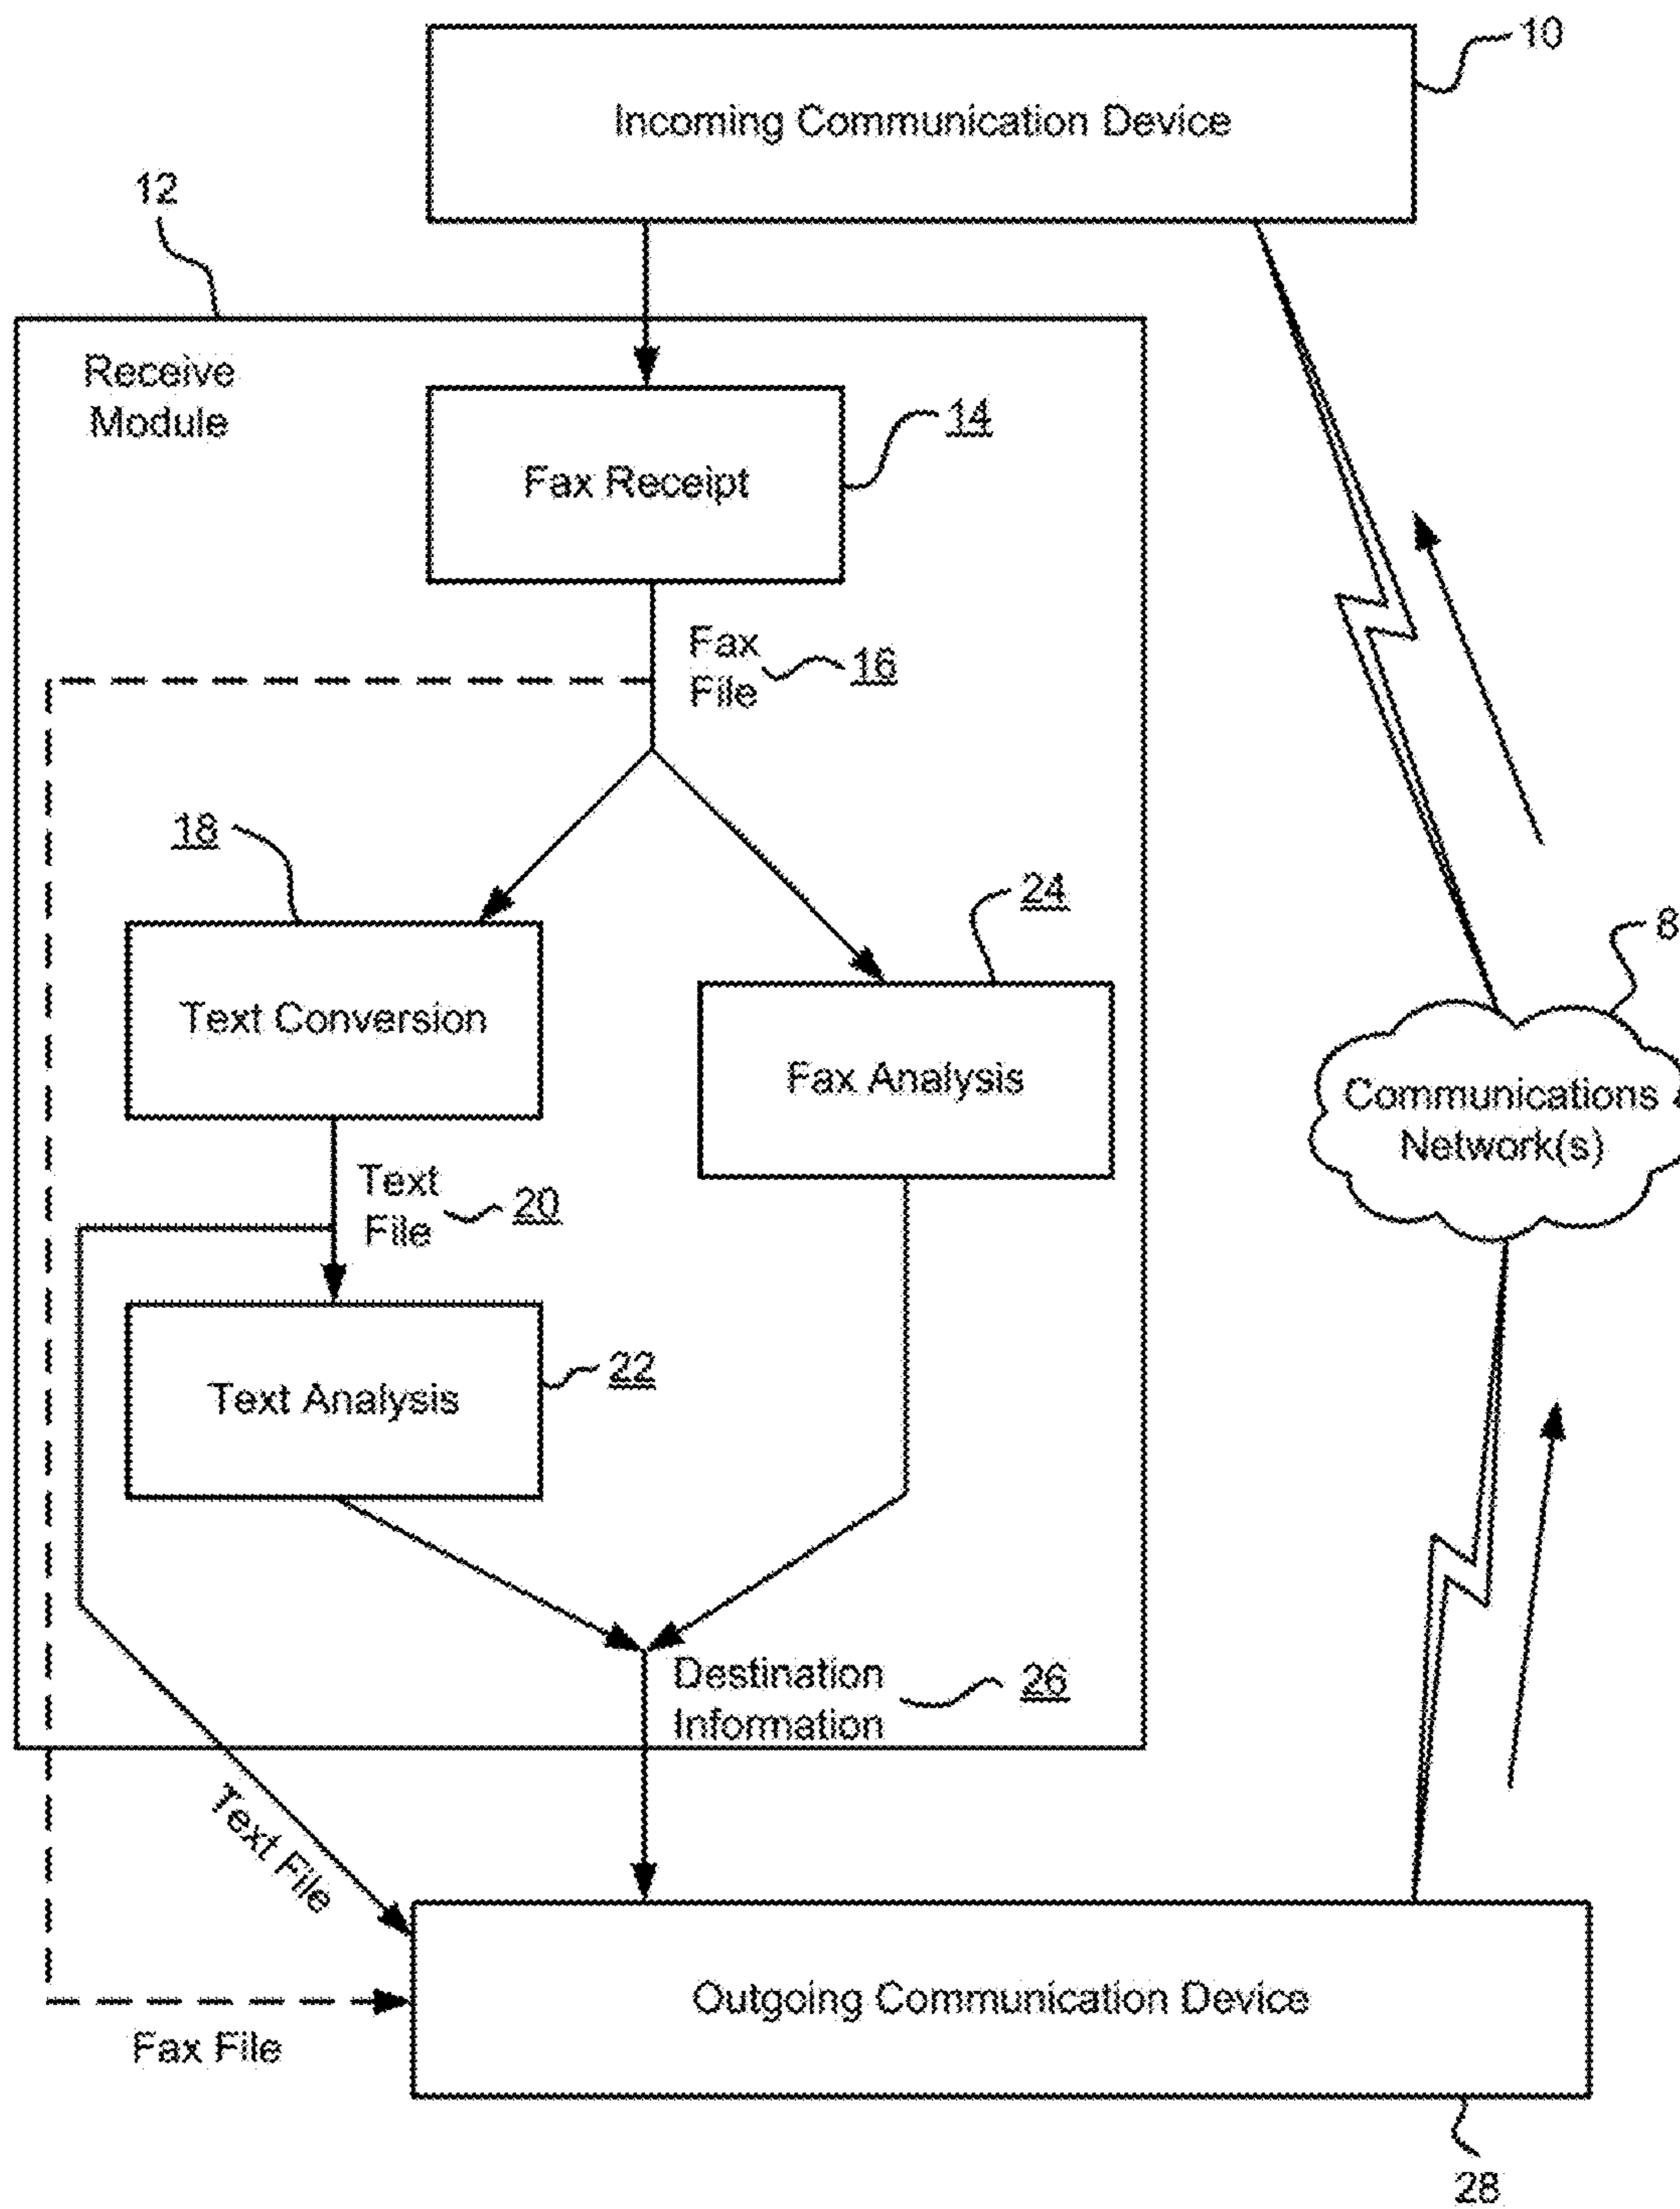 10
Incoming Communication Device
12
Receive
Module
14
Fax Receipt
Fax
File
16
18
24
8
Text Conversion
Fax Analysis
Communications
Network(s)
Text
File
20
22
Text Analysis
Destination
Information
26
Text File
Outgoing Communication Device
Fax File
28